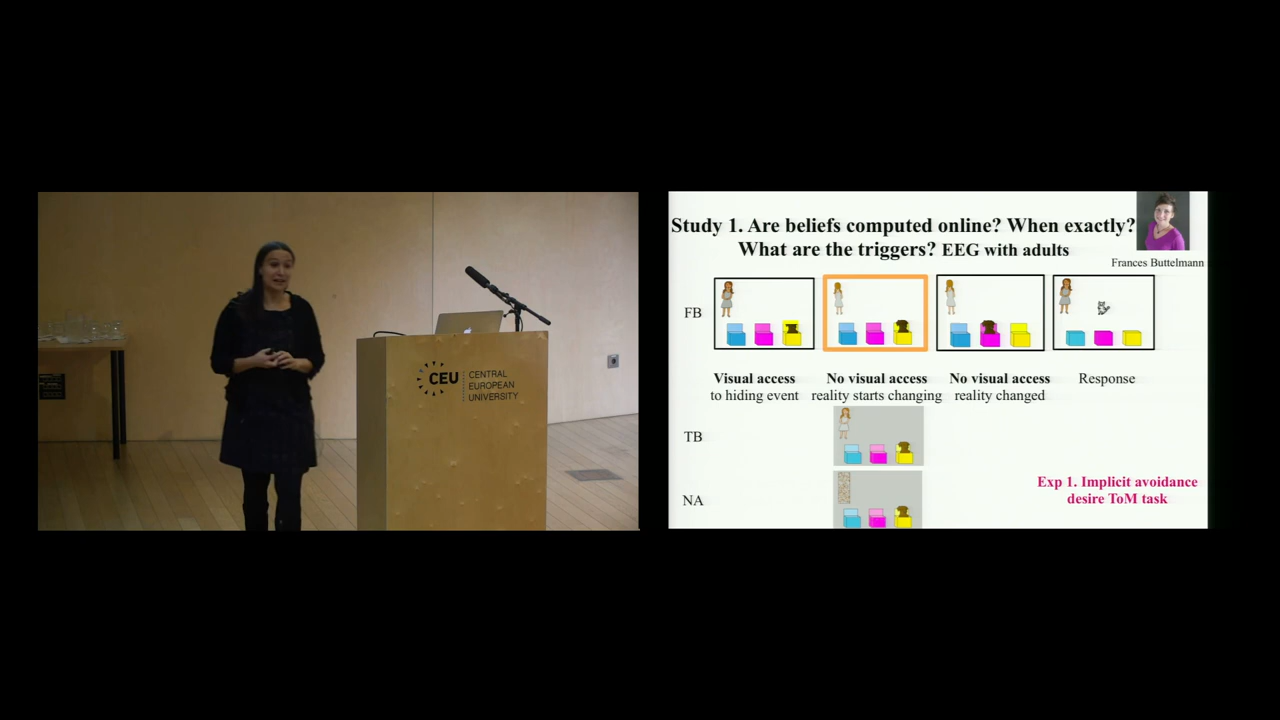 CEU
CENTRAL
EUROPEAN
UNIVERSITY
Study 1. Are beliefs computed online? When exactly?
What are the triggers? EEG with adults
Frances Buttelmann
FB
Visual access
to hiding event
No visual access
reality starts changing
No visual access
reality changed
Response
TB
NA
Exp 1. Implicit avoidance
desire ToM task